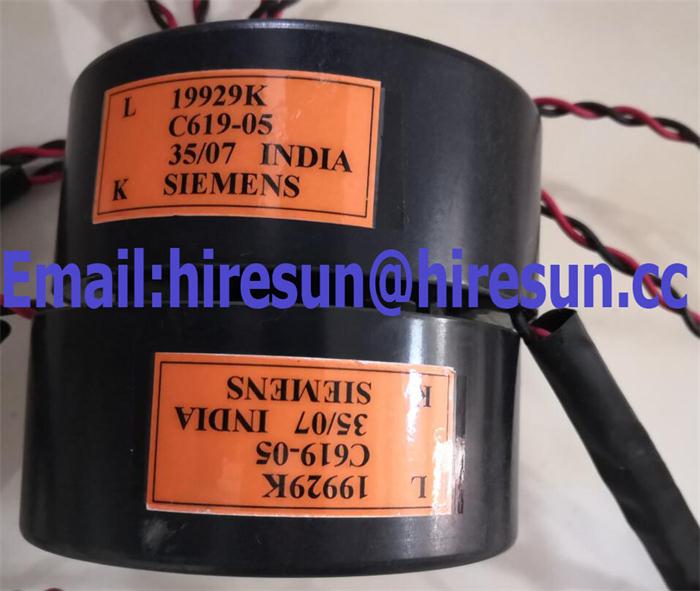 L 19929K
C619-05
35/07 INDIA
K SIEMENS
Email:hiresun@hiresun.cc
K SIEMENS
35/07 INDIA
C619-05
L 19929K